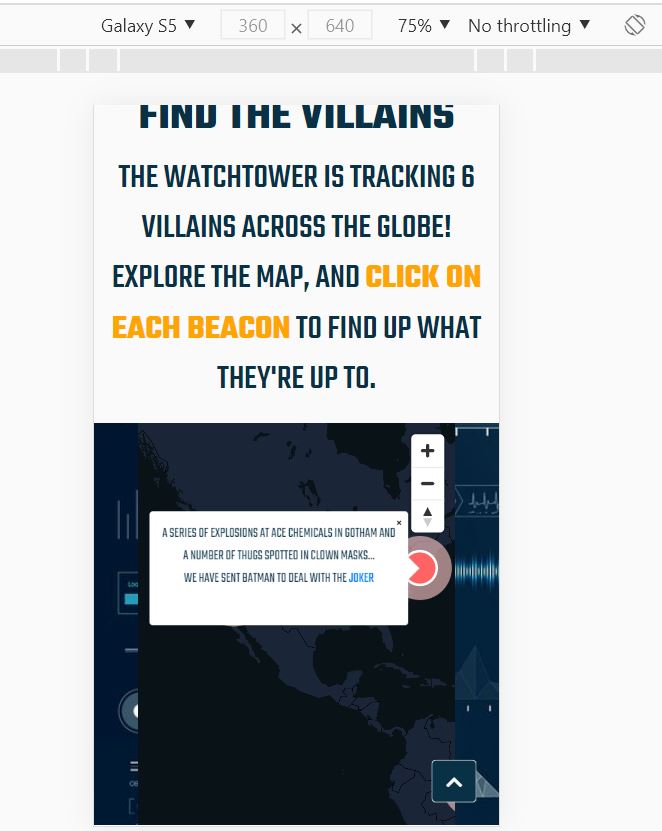 Galaxy S5 ▼ 360 × 640 75% ▼ No throttling ▼
FIND THE VILLAINS
THE WATCHTOWER IS TRACKING 6
VILLAINS ACROSS THE GLOBE!
EXPLORE THE MAP, AND CLICK ON
EACH BEACON TO FIND UP WHAT
THEY'RE UP TO.
+
−
×
A SERIES OF EXPLOSIONS AT ACE CHEMICALS IN GOTHAM AND
A NUMBER OF THUGS SPOTTED IN CLOWN MASKS...
WE HAVE SENT BATMAN TO DEAL WITH THE JOKER